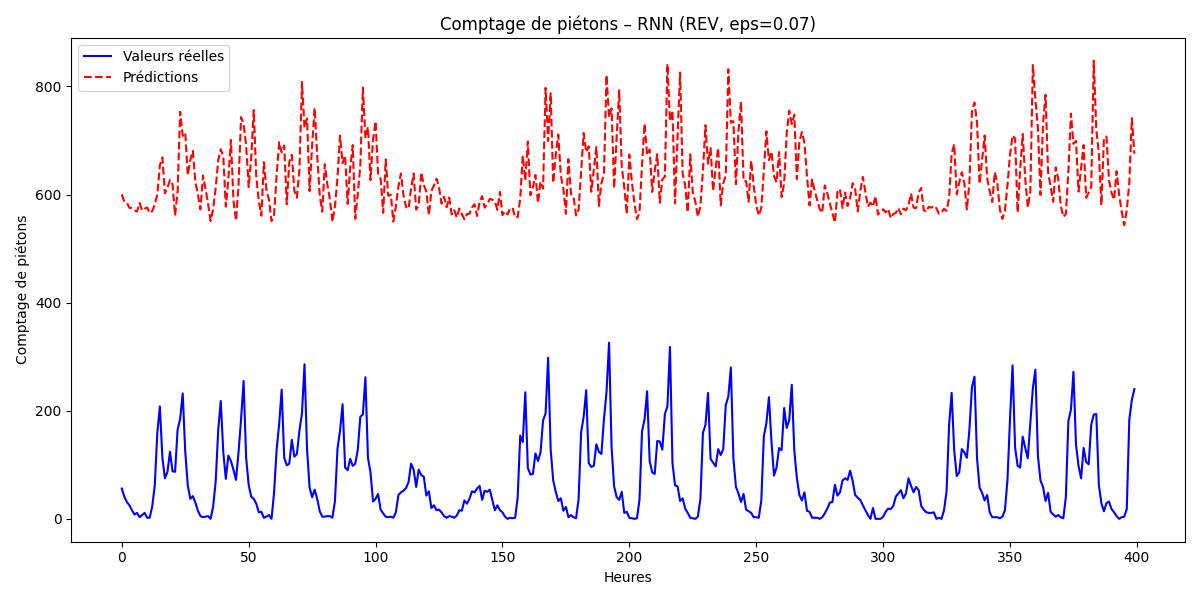 Comptage de piétons – RNN (REV, eps=0.07)
Valeurs réelles
Prédictions
Comptage de piétons
800
600
400
200
0
0 50 100 150 200 250 300 350 400
Heures